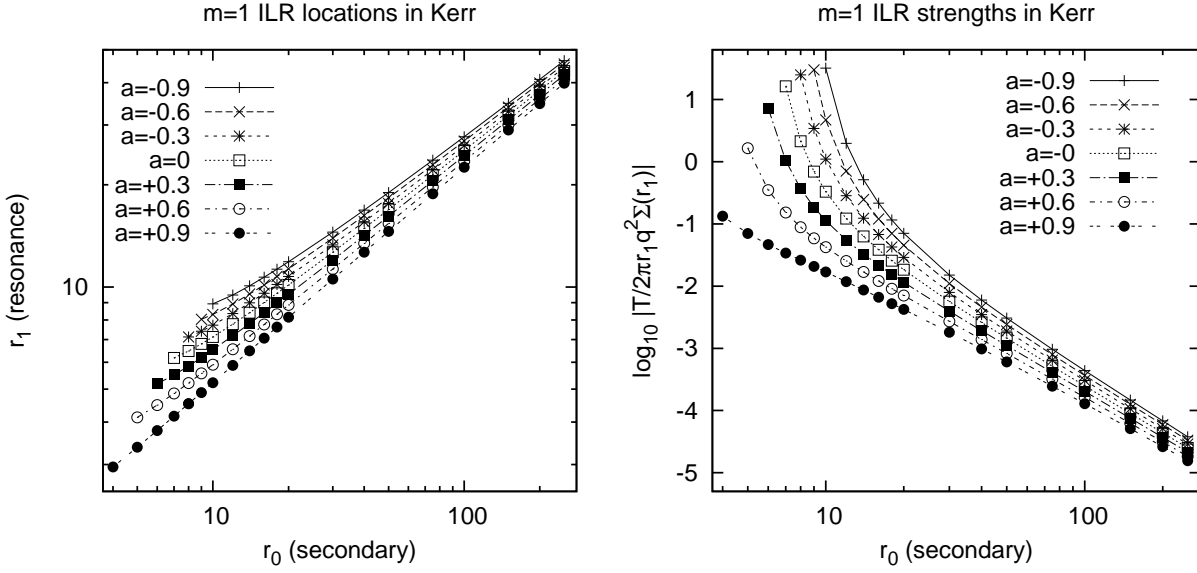 m=1 ILR locations in Kerr
a=-0.9
a=-0.6
a=-0.3
a=0
a=+0.3
a=+0.6
a=+0.9
10
r1 (resonance)
10
100
r0 (secondary)
m=1 ILR strengths in Kerr
a=-0.9
a=-0.6
a=-0.3
a=-0
a=+0.3
a=+0.6
a=+0.9
1
0
-1
-2
-3
-4
-5
log10 |T/2πr1q2Σ(r1)|
10
100
r0 (secondary)